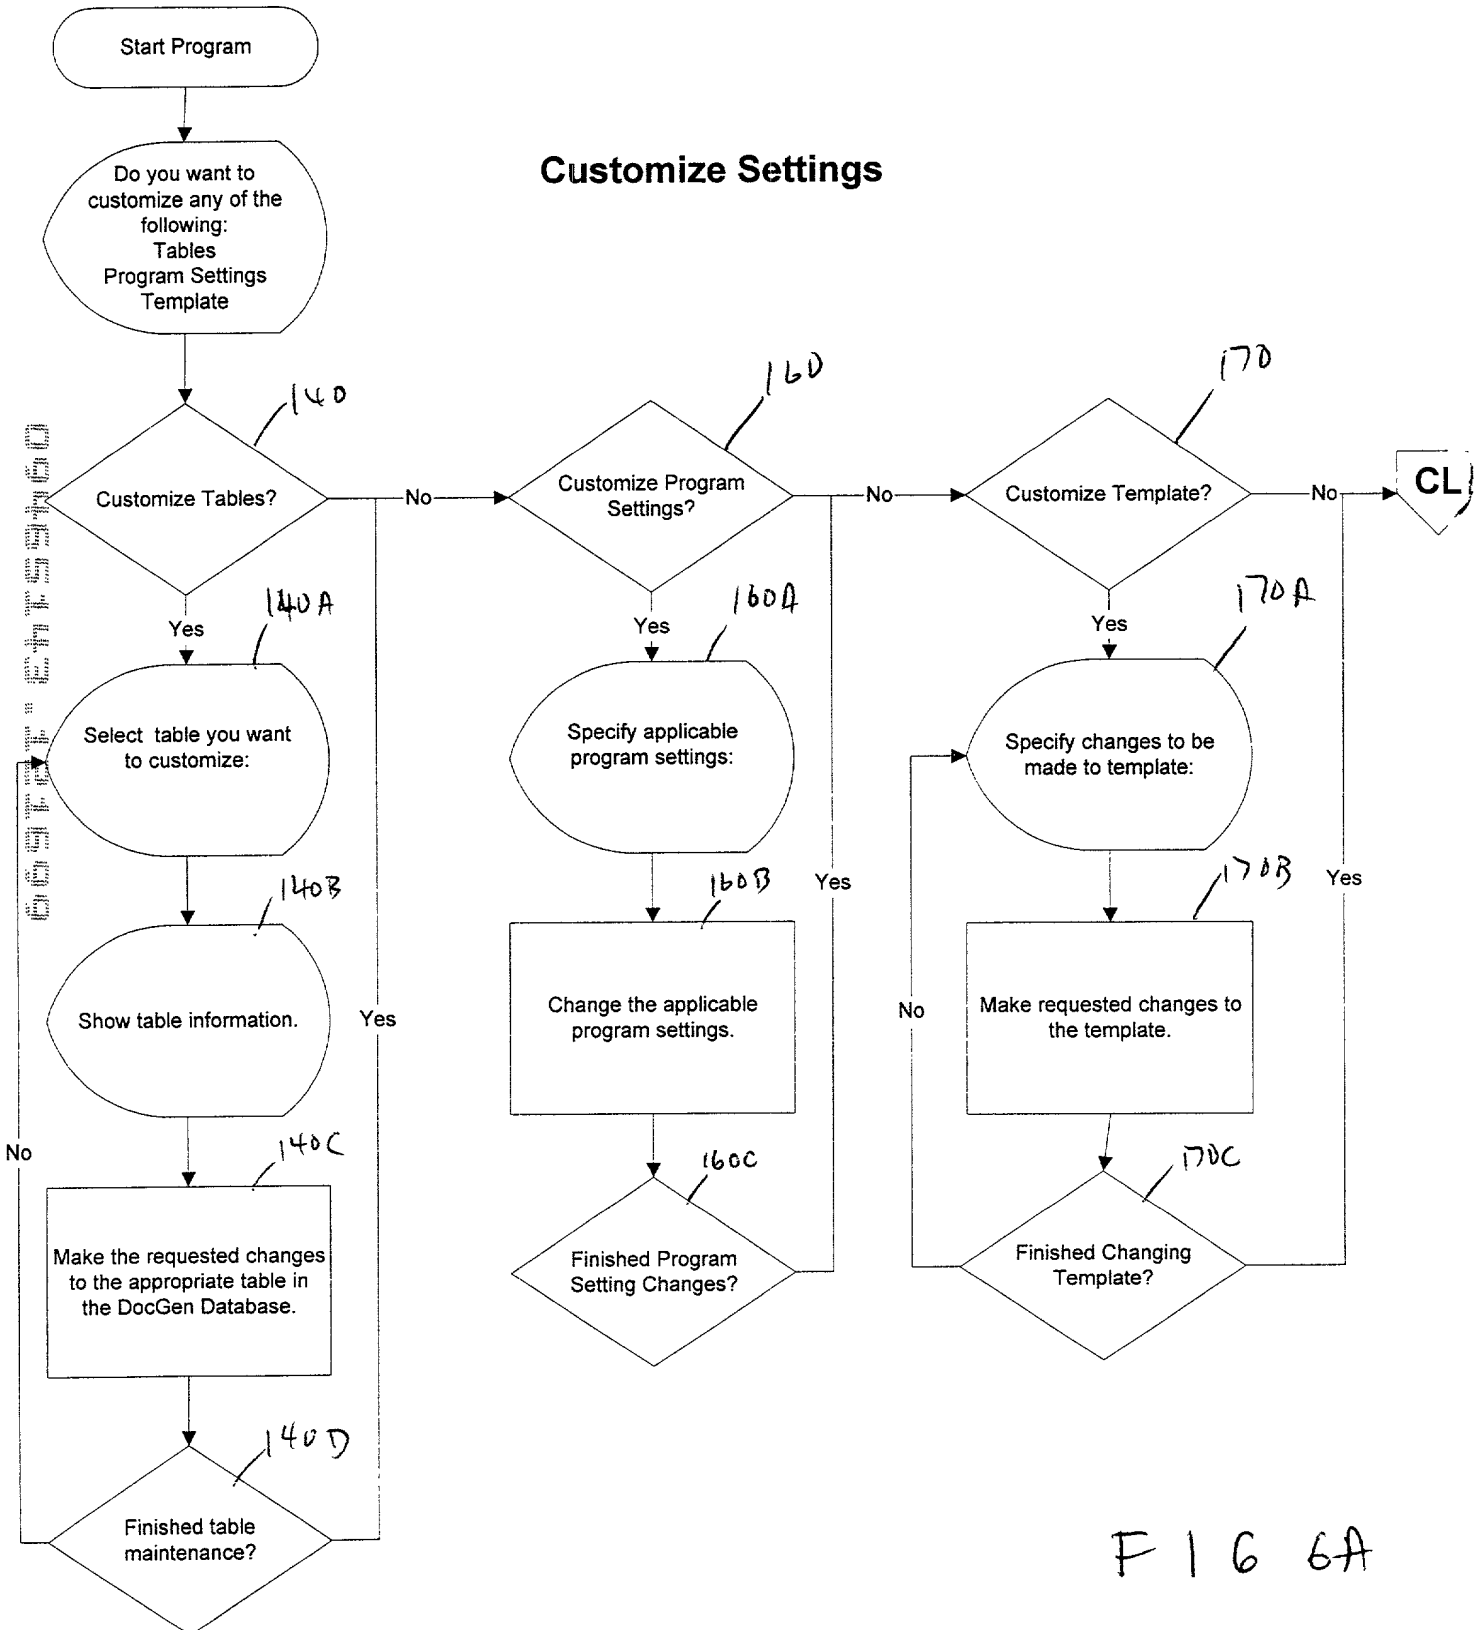 Start Program
Customize Settings
Do you want to
customize any of the
following:
Tables
Program Settings
Template
140
160
170
Customize Tables?
No
Customize Program
Settings?
No
Customize Template?
No
CL
Yes
140A
Yes
160A
Yes
170A
Select table you want
to customize:
Specify applicable
program settings:
Specify changes to be
made to template:
140B
160B
Yes
170B
Yes
Show table information.
Yes
Change the applicable
program settings.
No
Make requested changes to
the template.
No
140C
160C
170C
Make the requested changes
to the appropriate table in
the DocGen Database.
Finished Program
Setting Changes?
Finished Changing
Template?
140D
Finished table
maintenance?
FIG 6A
09465143.121699